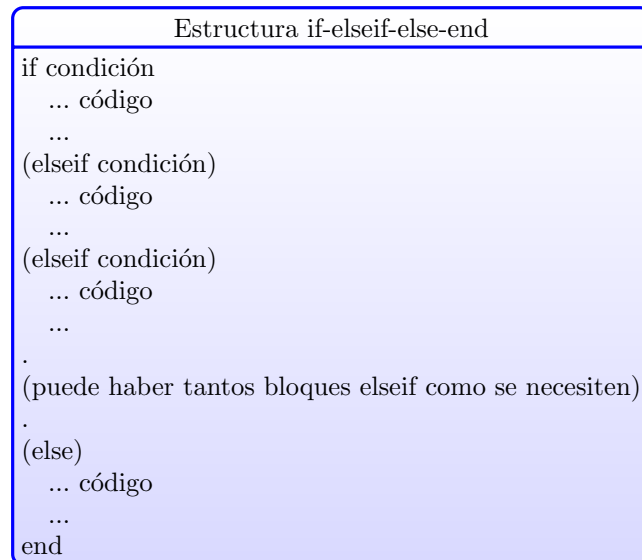 Estructura if-elseif-else-end
if condición
... código
...
(elseif condición)
... código
...
(elseif condición)
... código
...
.
(puede haber tantos bloques elseif como se necesiten)
.
(else)
... código
...
end